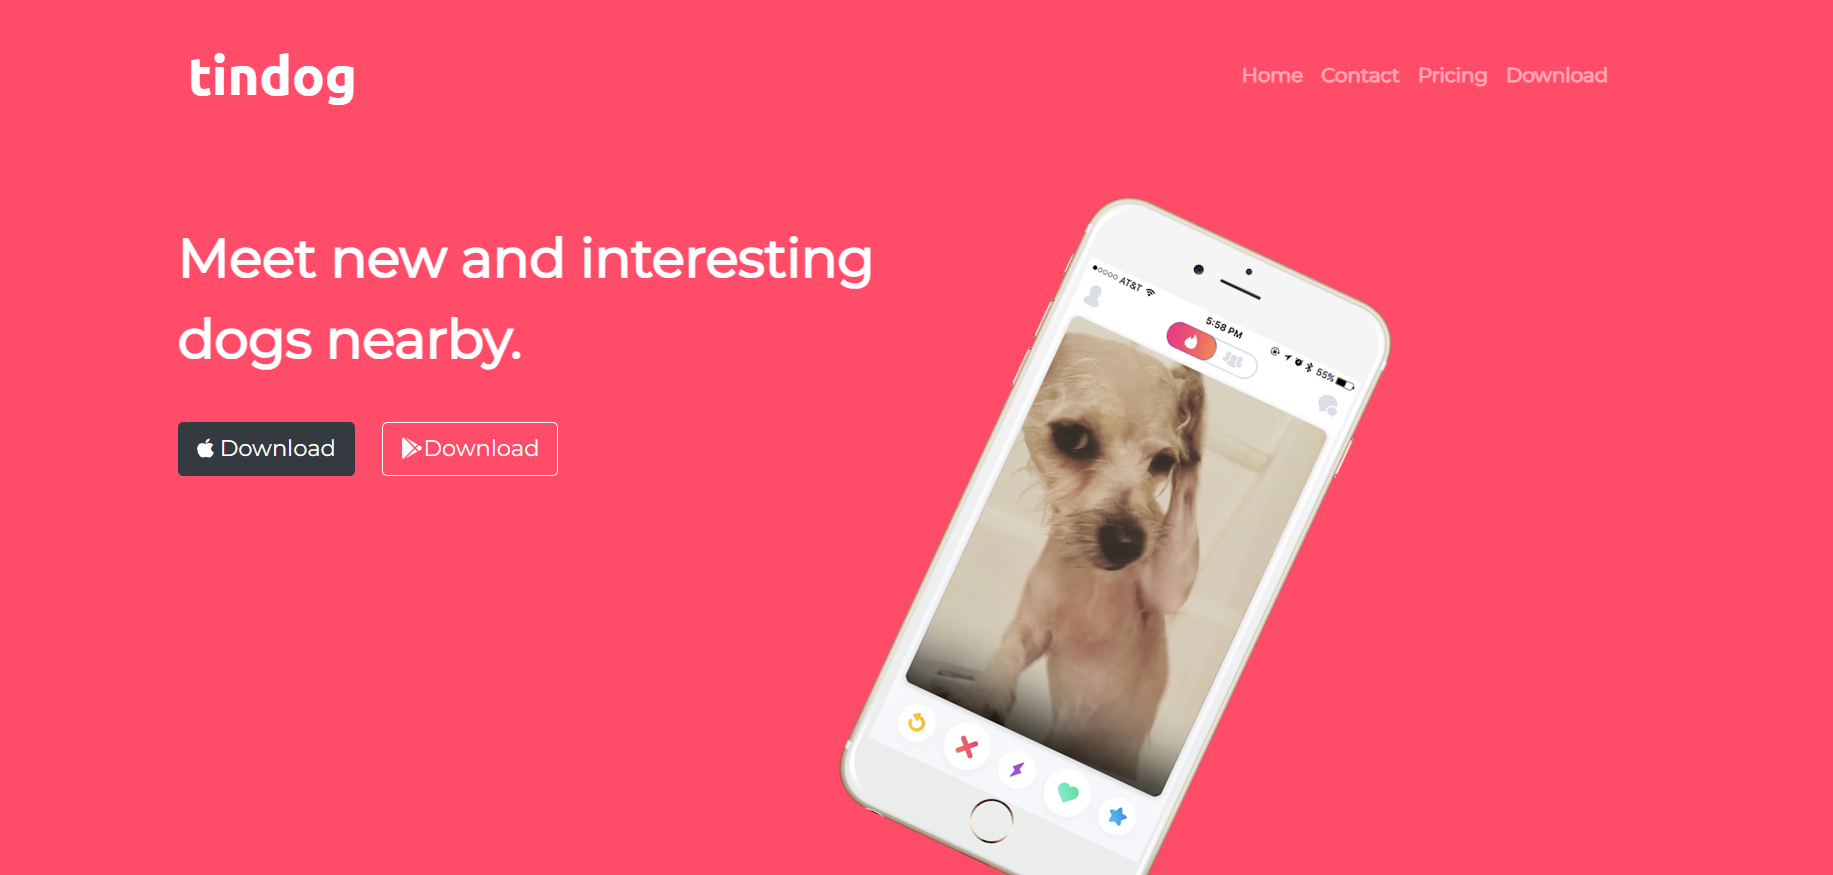 tindog
Home Contact Pricing Download
Meet new and interesting
dogs nearby.
Download Download
AT&T
5:58 PM
55%